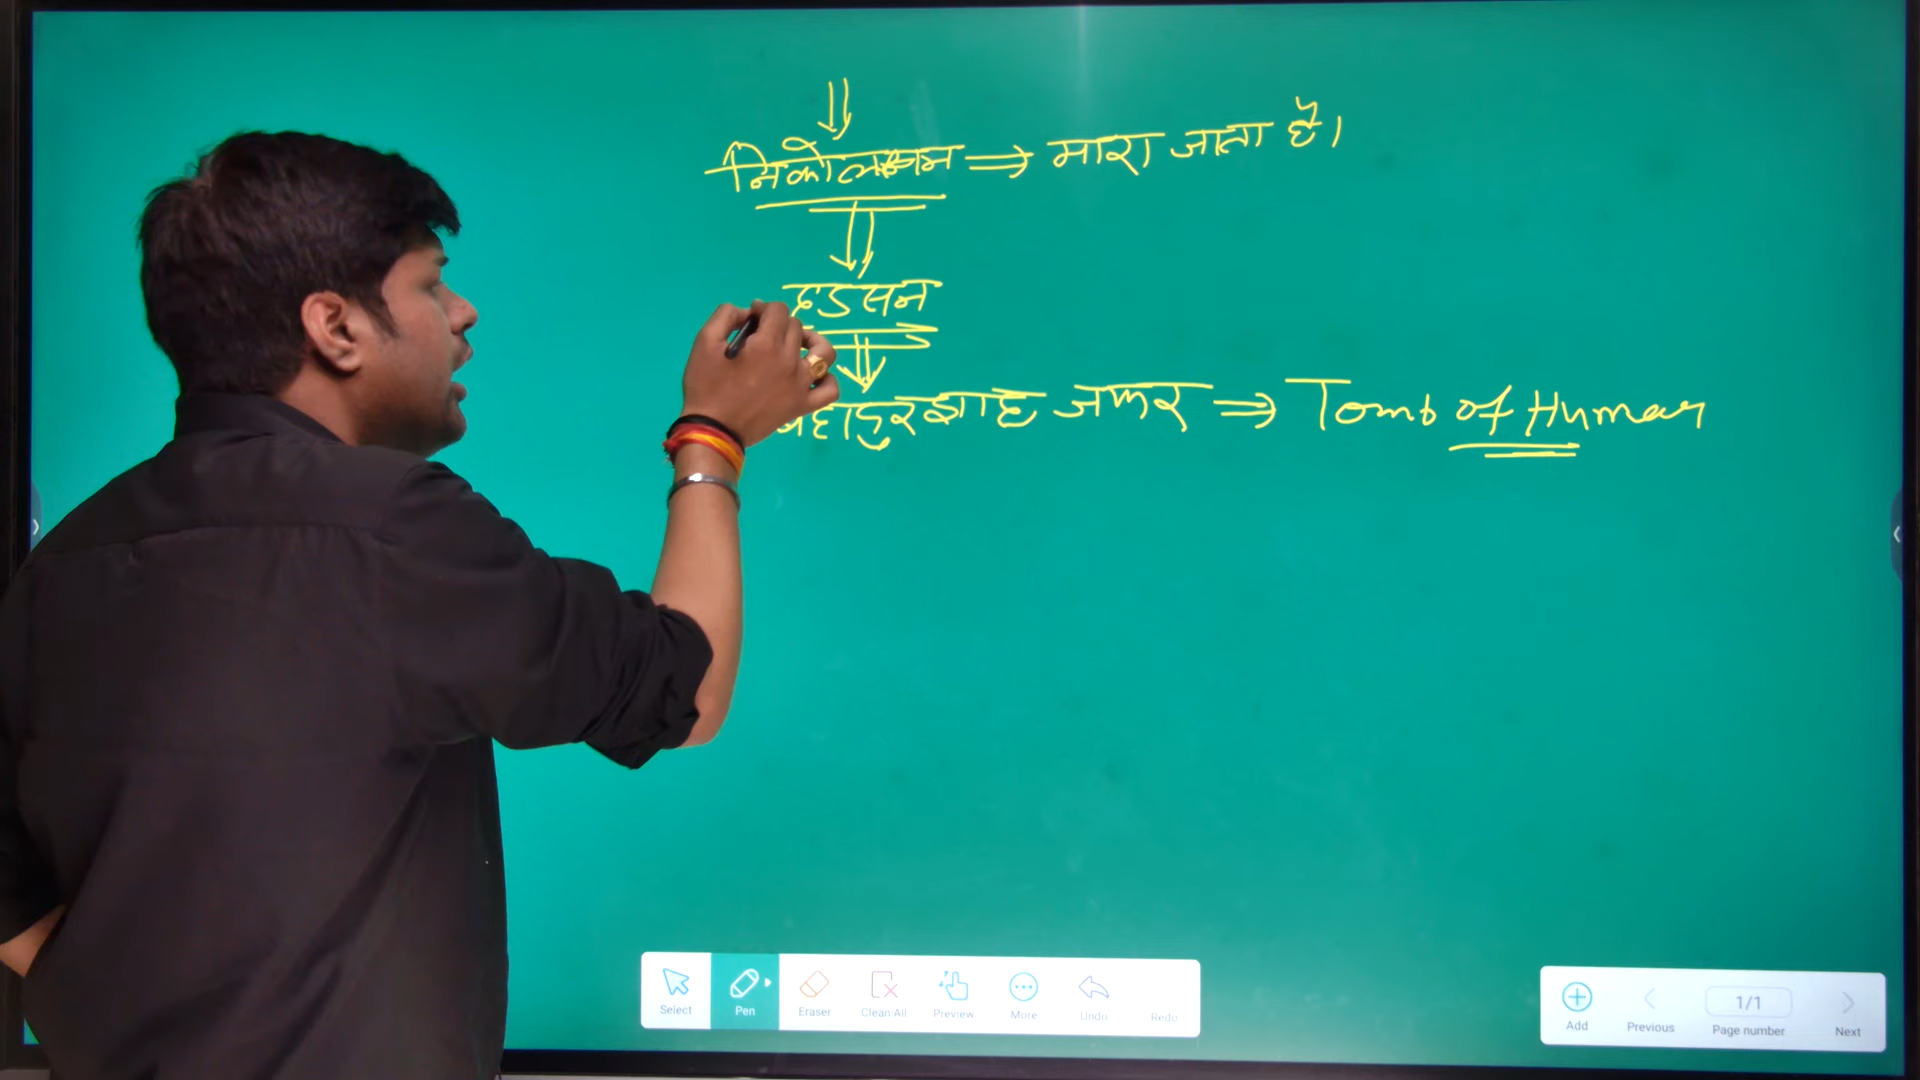 निकोलसन ⇒ मारा जाता है।
हडसन
बहादुरशाह जफर ⇒ Tomb of Humear
Select
Pen
Eraser
Clean All
Preview
More
Undo
Redo
Add
Previous
1/1
Page number
Next